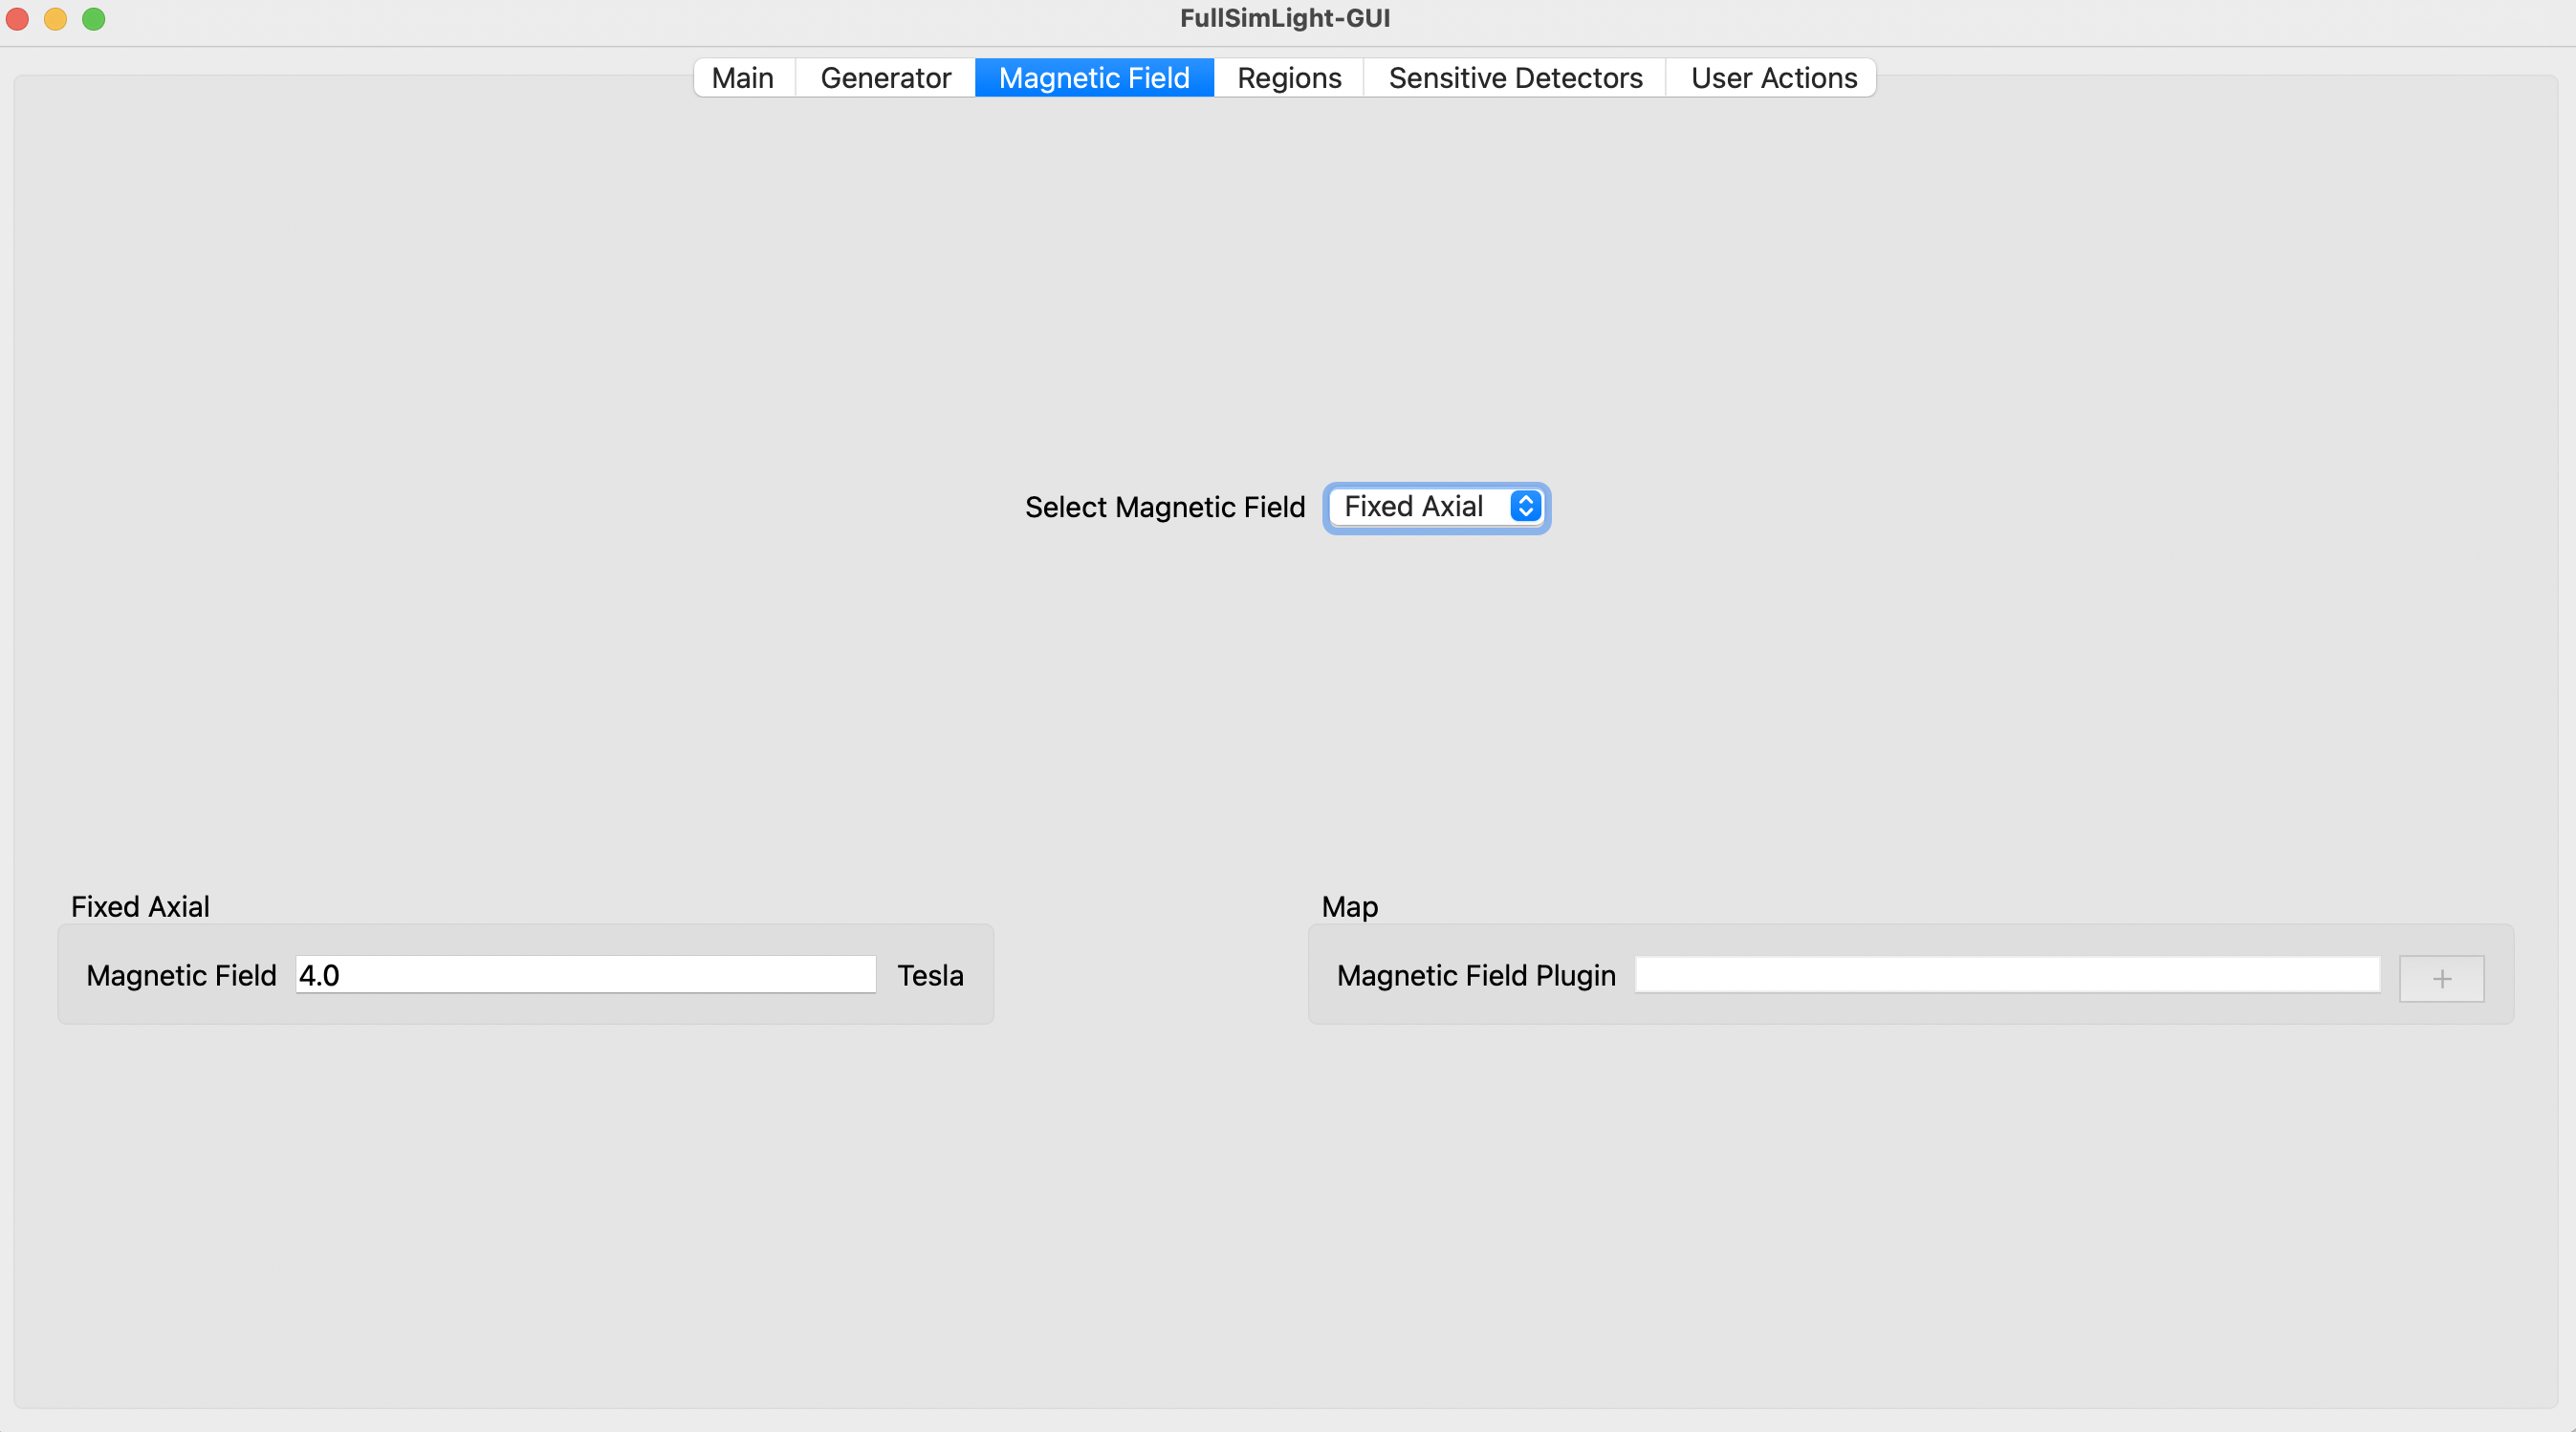 FullSimLight-GUI
Main Generator Magnetic Field Regions Sensitive Detectors User Actions
Select Magnetic Field Fixed Axial
Fixed Axial
Magnetic Field 4.0 Tesla
Map
Magnetic Field Plugin +